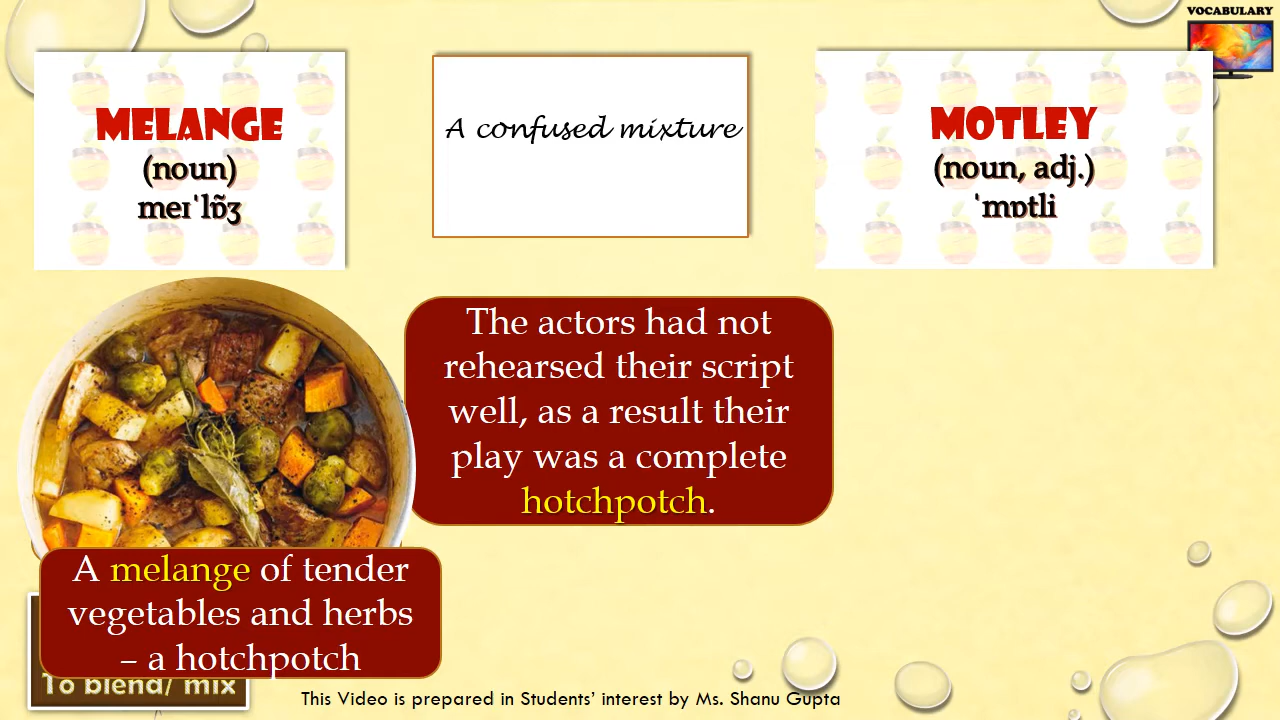 VOCABULARY
MELANGE
(noun)
meɪˈlɒ̃ʒ
A confused mixture
MOTLEY
(noun, adj.)
ˈmɒtli
The actors had not
rehearsed their script
well, as a result their
play was a complete
hotchpotch.
A melange of tender
vegetables and herbs
– a hotchpotch
To blend/ mix
This Video is prepared in Students’ interest by Ms. Shanu Gupta